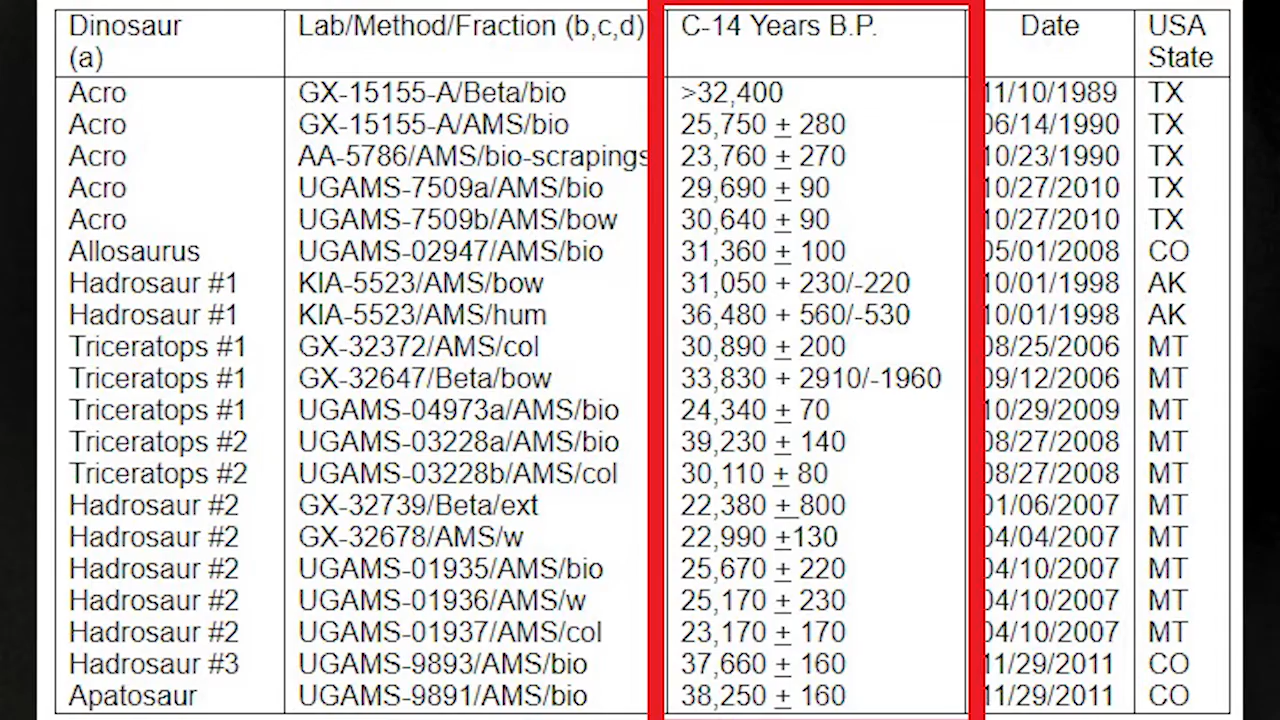 Dinosaur (a) Lab/Method/Fraction (b,c,d) C-14 Years B.P. Date USA State
Acro GX-15155-A/Beta/bio >32,400 11/10/1989 TX
Acro GX-15155-A/AMS/bio 25,750 ± 280 06/14/1990 TX
Acro AA-5786/AMS/bio-scrapings 23,760 ± 270 10/23/1990 TX
Acro UGAMS-7509a/AMS/bio 29,690 ± 90 10/27/2010 TX
Acro UGAMS-7509b/AMS/bow 30,640 ± 90 10/27/2010 TX
Allosaurus UGAMS-02947/AMS/bio 31,360 ± 100 05/01/2008 CO
Hadrosaur #1 KIA-5523/AMS/bow 31,050 + 230/-220 10/01/1998 AK
Hadrosaur #1 KIA-5523/AMS/hum 36,480 + 560/-530 10/01/1998 AK
Triceratops #1 GX-32372/AMS/col 30,890 ± 200 08/25/2006 MT
Triceratops #1 GX-32647/Beta/bow 33,830 + 2910/-1960 09/12/2006 MT
Triceratops #1 UGAMS-04973a/AMS/bio 24,340 ± 70 10/29/2009 MT
Triceratops #2 UGAMS-03228a/AMS/bio 39,230 ± 140 08/27/2008 MT
Triceratops #2 UGAMS-03228b/AMS/col 30,110 ± 80 08/27/2008 MT
Hadrosaur #2 GX-32739/Beta/ext 22,380 ± 800 01/06/2007 MT
Hadrosaur #2 GX-32678/AMS/w 22,990 ±130 04/04/2007 MT
Hadrosaur #2 UGAMS-01935/AMS/bio 25,670 ± 220 04/10/2007 MT
Hadrosaur #2 UGAMS-01936/AMS/w 25,170 ± 230 04/10/2007 MT
Hadrosaur #2 UGAMS-01937/AMS/col 23,170 ± 170 04/10/2007 MT
Hadrosaur #3 UGAMS-9893/AMS/bio 37,660 ± 160 11/29/2011 CO
Apatosaur UGAMS-9891/AMS/bio 38,250 ± 160 11/29/2011 CO